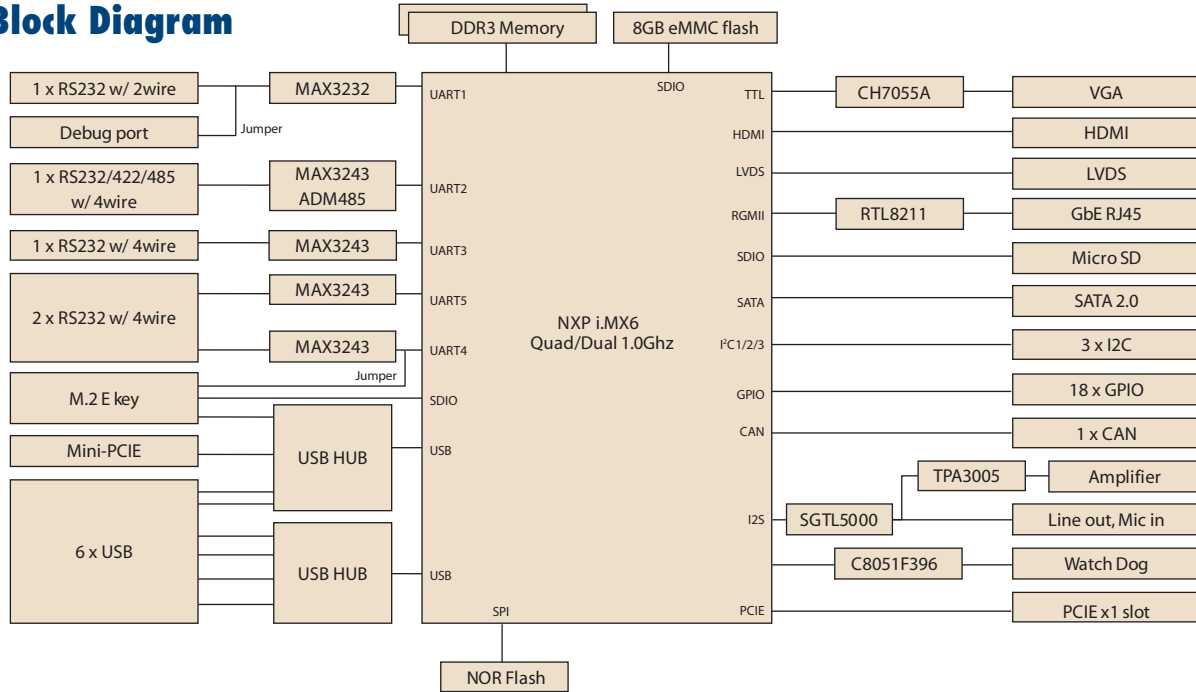 Block Diagram
DDR3 Memory
8GB eMMC flash
1 x RS232 w/ 2wire
Debug port
Jumper
MAX3232
1 x RS232/422/485
w/ 4wire
MAX3243
ADM485
1 x RS232 w/ 4wire
MAX3243
2 x RS232 w/ 4wire
MAX3243
MAX3243
Jumper
M.2 E key
Mini-PCIE
USB HUB
6 x USB
USB HUB
UART1
UART2
UART3
UART5
UART4
SDIO
USB
USB
SPI
NOR Flash
NXP i.MX6
Quad/Dual 1.0Ghz
SDIO
TTL
HDMI
LVDS
RGMII
SDIO
SATA
I²C1/2/3
GPIO
CAN
I2S
PCIE
CH7055A
VGA
HDMI
LVDS
RTL8211
GbE RJ45
Micro SD
SATA 2.0
3 x I2C
18 x GPIO
1 x CAN
TPA3005
Amplifier
SGTL5000
Line out, Mic in
C8051F396
Watch Dog
PCIE x1 slot